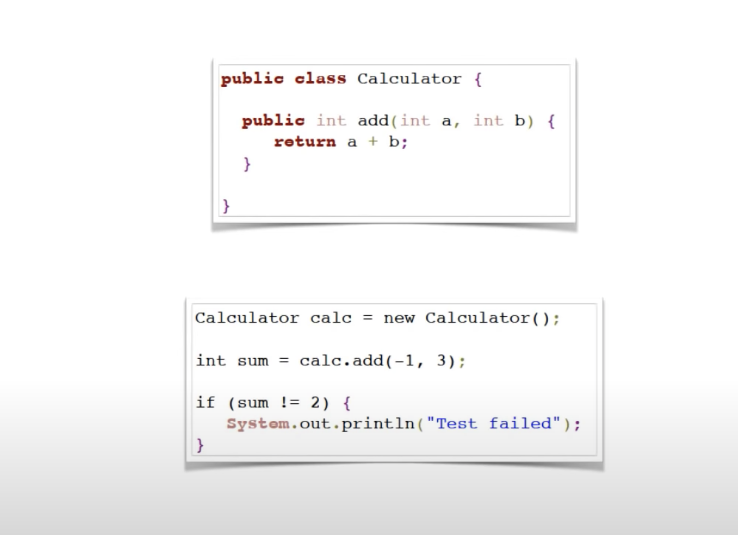 public class Calculator {
public int add(int a, int b) {
return a + b;
}
}
Calculator calc = new Calculator();
int sum = calc.add(-1, 3);
if (sum != 2) {
System.out.println("Test failed");
}